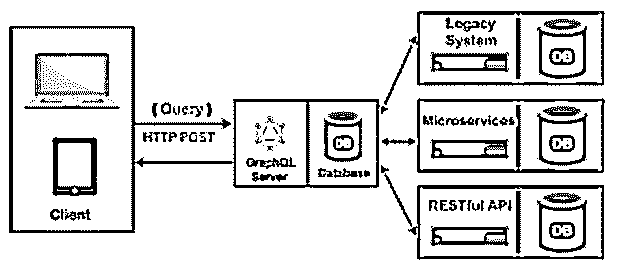 Client
(Query)
HTTP POST
GraphQL
Server
DB
Database
Legacy
System
DB
Microservices
DB
RESTful API
DB